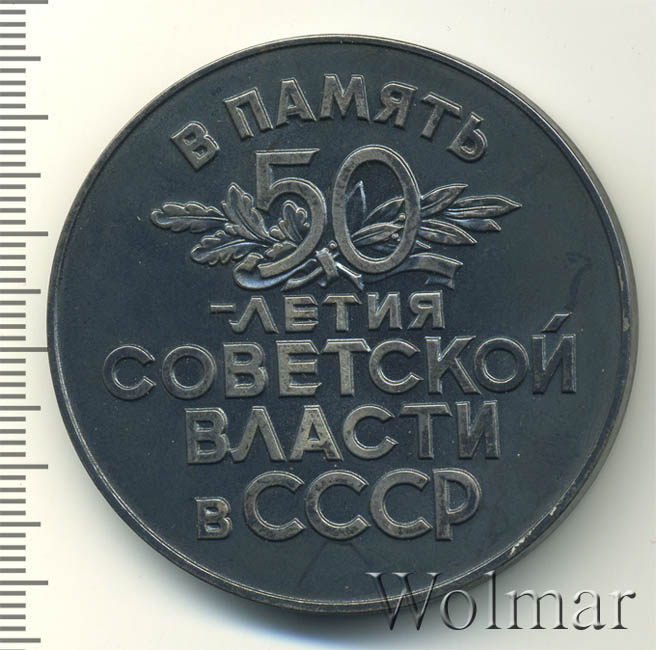 В ПАМЯТЬ
50
-ЛЕТИЯ
СОВЕТСКОЙ
ВЛАСТИ
В СССР
Wolmar